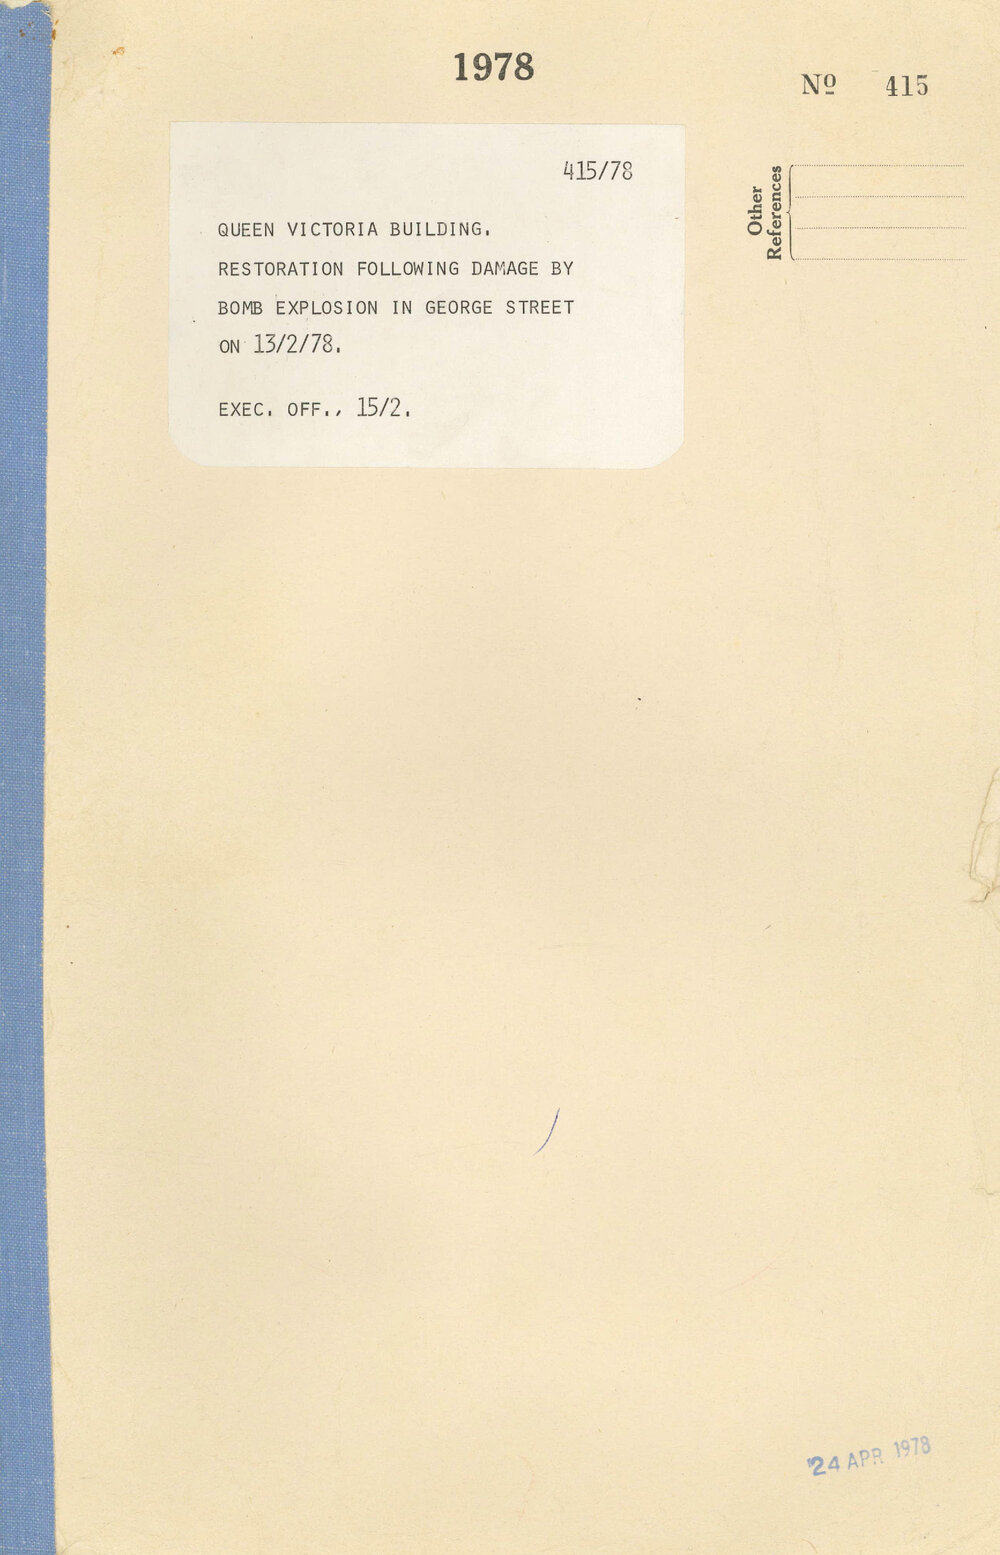 1978
Nº 415
Other
References
415/78
QUEEN VICTORIA BUILDING.
RESTORATION FOLLOWING DAMAGE BY
BOMB EXPLOSION IN GEORGE STREET
ON 13/2/78.
EXEC. OFF., 15/2.
24 APR 1978